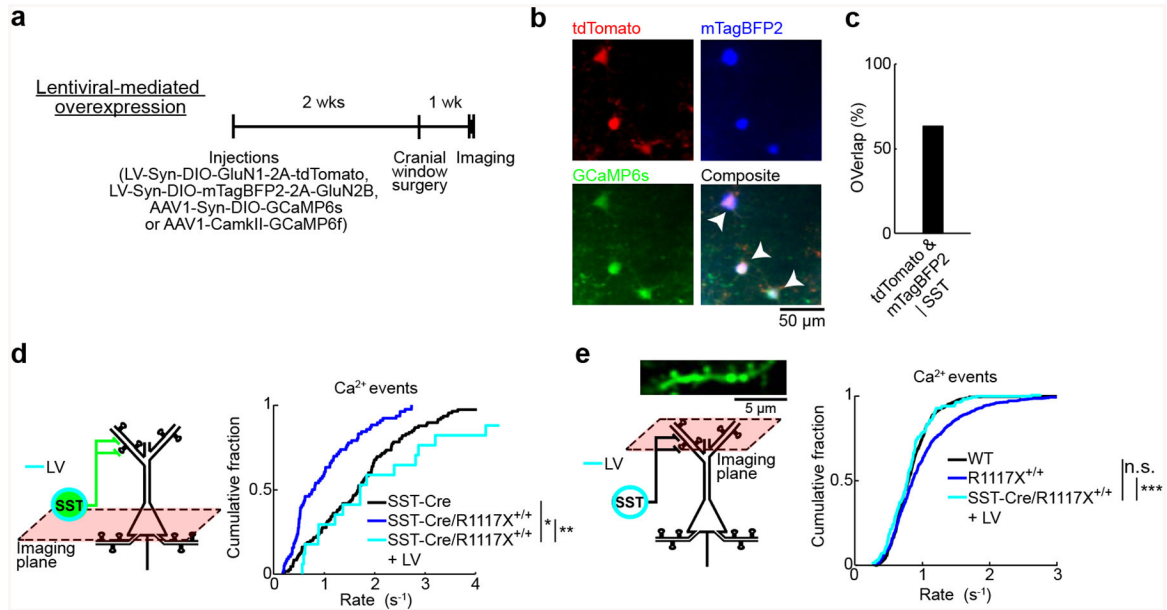 a
Lentiviral-mediated
overexpression
2 wks
1 wk
Injections
(LV-Syn-DIO-GluN1-2A-tdTomato,
LV-Syn-DIO-mTagBFP2-2A-GluN2B,
AAV1-Syn-DIO-GCaMP6s
or AAV1-CamkII-GCaMP6f)
Cranial
window
surgery
Imaging
b
tdTomato
mTagBFP2
GCaMP6s
Composite
50 µm
c
OVerlap (%)
100
50
0
tdTomato &
mTagBFP2
| SST
d
LV
SST
Imaging
plane
Ca²⁺ events
Cumulative fraction
1
0.5
0
0
1
2
3
4
Rate (s⁻¹)
SST-Cre
SST-Cre/R1117X⁺/⁺
SST-Cre/R1117X⁺/⁺
+ LV
*
**
e
5 µm
LV
SST
Imaging
plane
Ca²⁺ events
Cumulative fraction
1
0.5
0
0
1
2
3
Rate (s⁻¹)
WT
R1117X⁺/⁺
SST-Cre/R1117X⁺/⁺
+ LV
n.s.
***